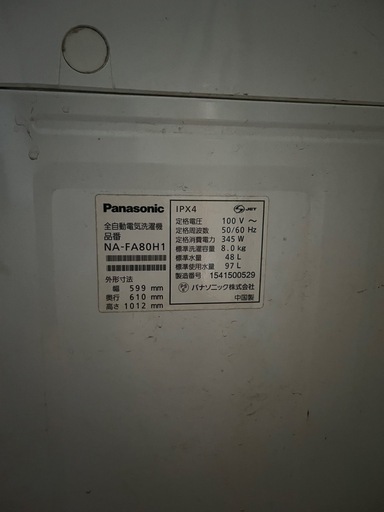 Panasonic
全自動電気洗濯機
品番
NA-FA80H1
外形寸法
幅 599 mm
奥行 610 mm
高さ 1012 mm
IPX4
JET
定格電圧 100 V ～
定格周波数 50/60 Hz
定格消費電力 345 W
標準洗濯容量 8.0 kg
標準水量 48 L
標準使用水量 97 L
製造番号 1541500529
パナソニック株式会社
中国製